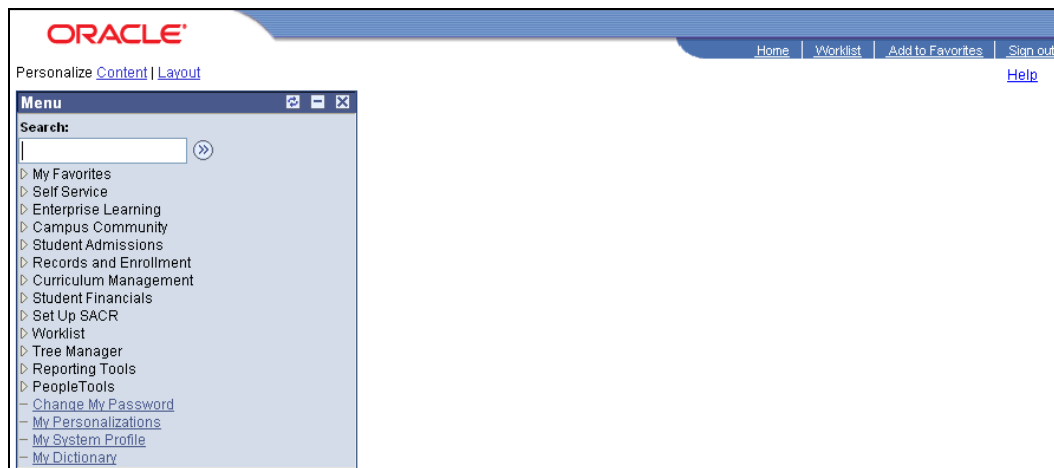 ORACLE
Home | Worklist | Add to Favorites | Sign out
Personalize Content | Layout
Help
Menu
Search:
My Favorites
Self Service
Enterprise Learning
Campus Community
Student Admissions
Records and Enrollment
Curriculum Management
Student Financials
Set Up SACR
Worklist
Tree Manager
Reporting Tools
PeopleTools
Change My Password
My Personalizations
My System Profile
My Dictionary